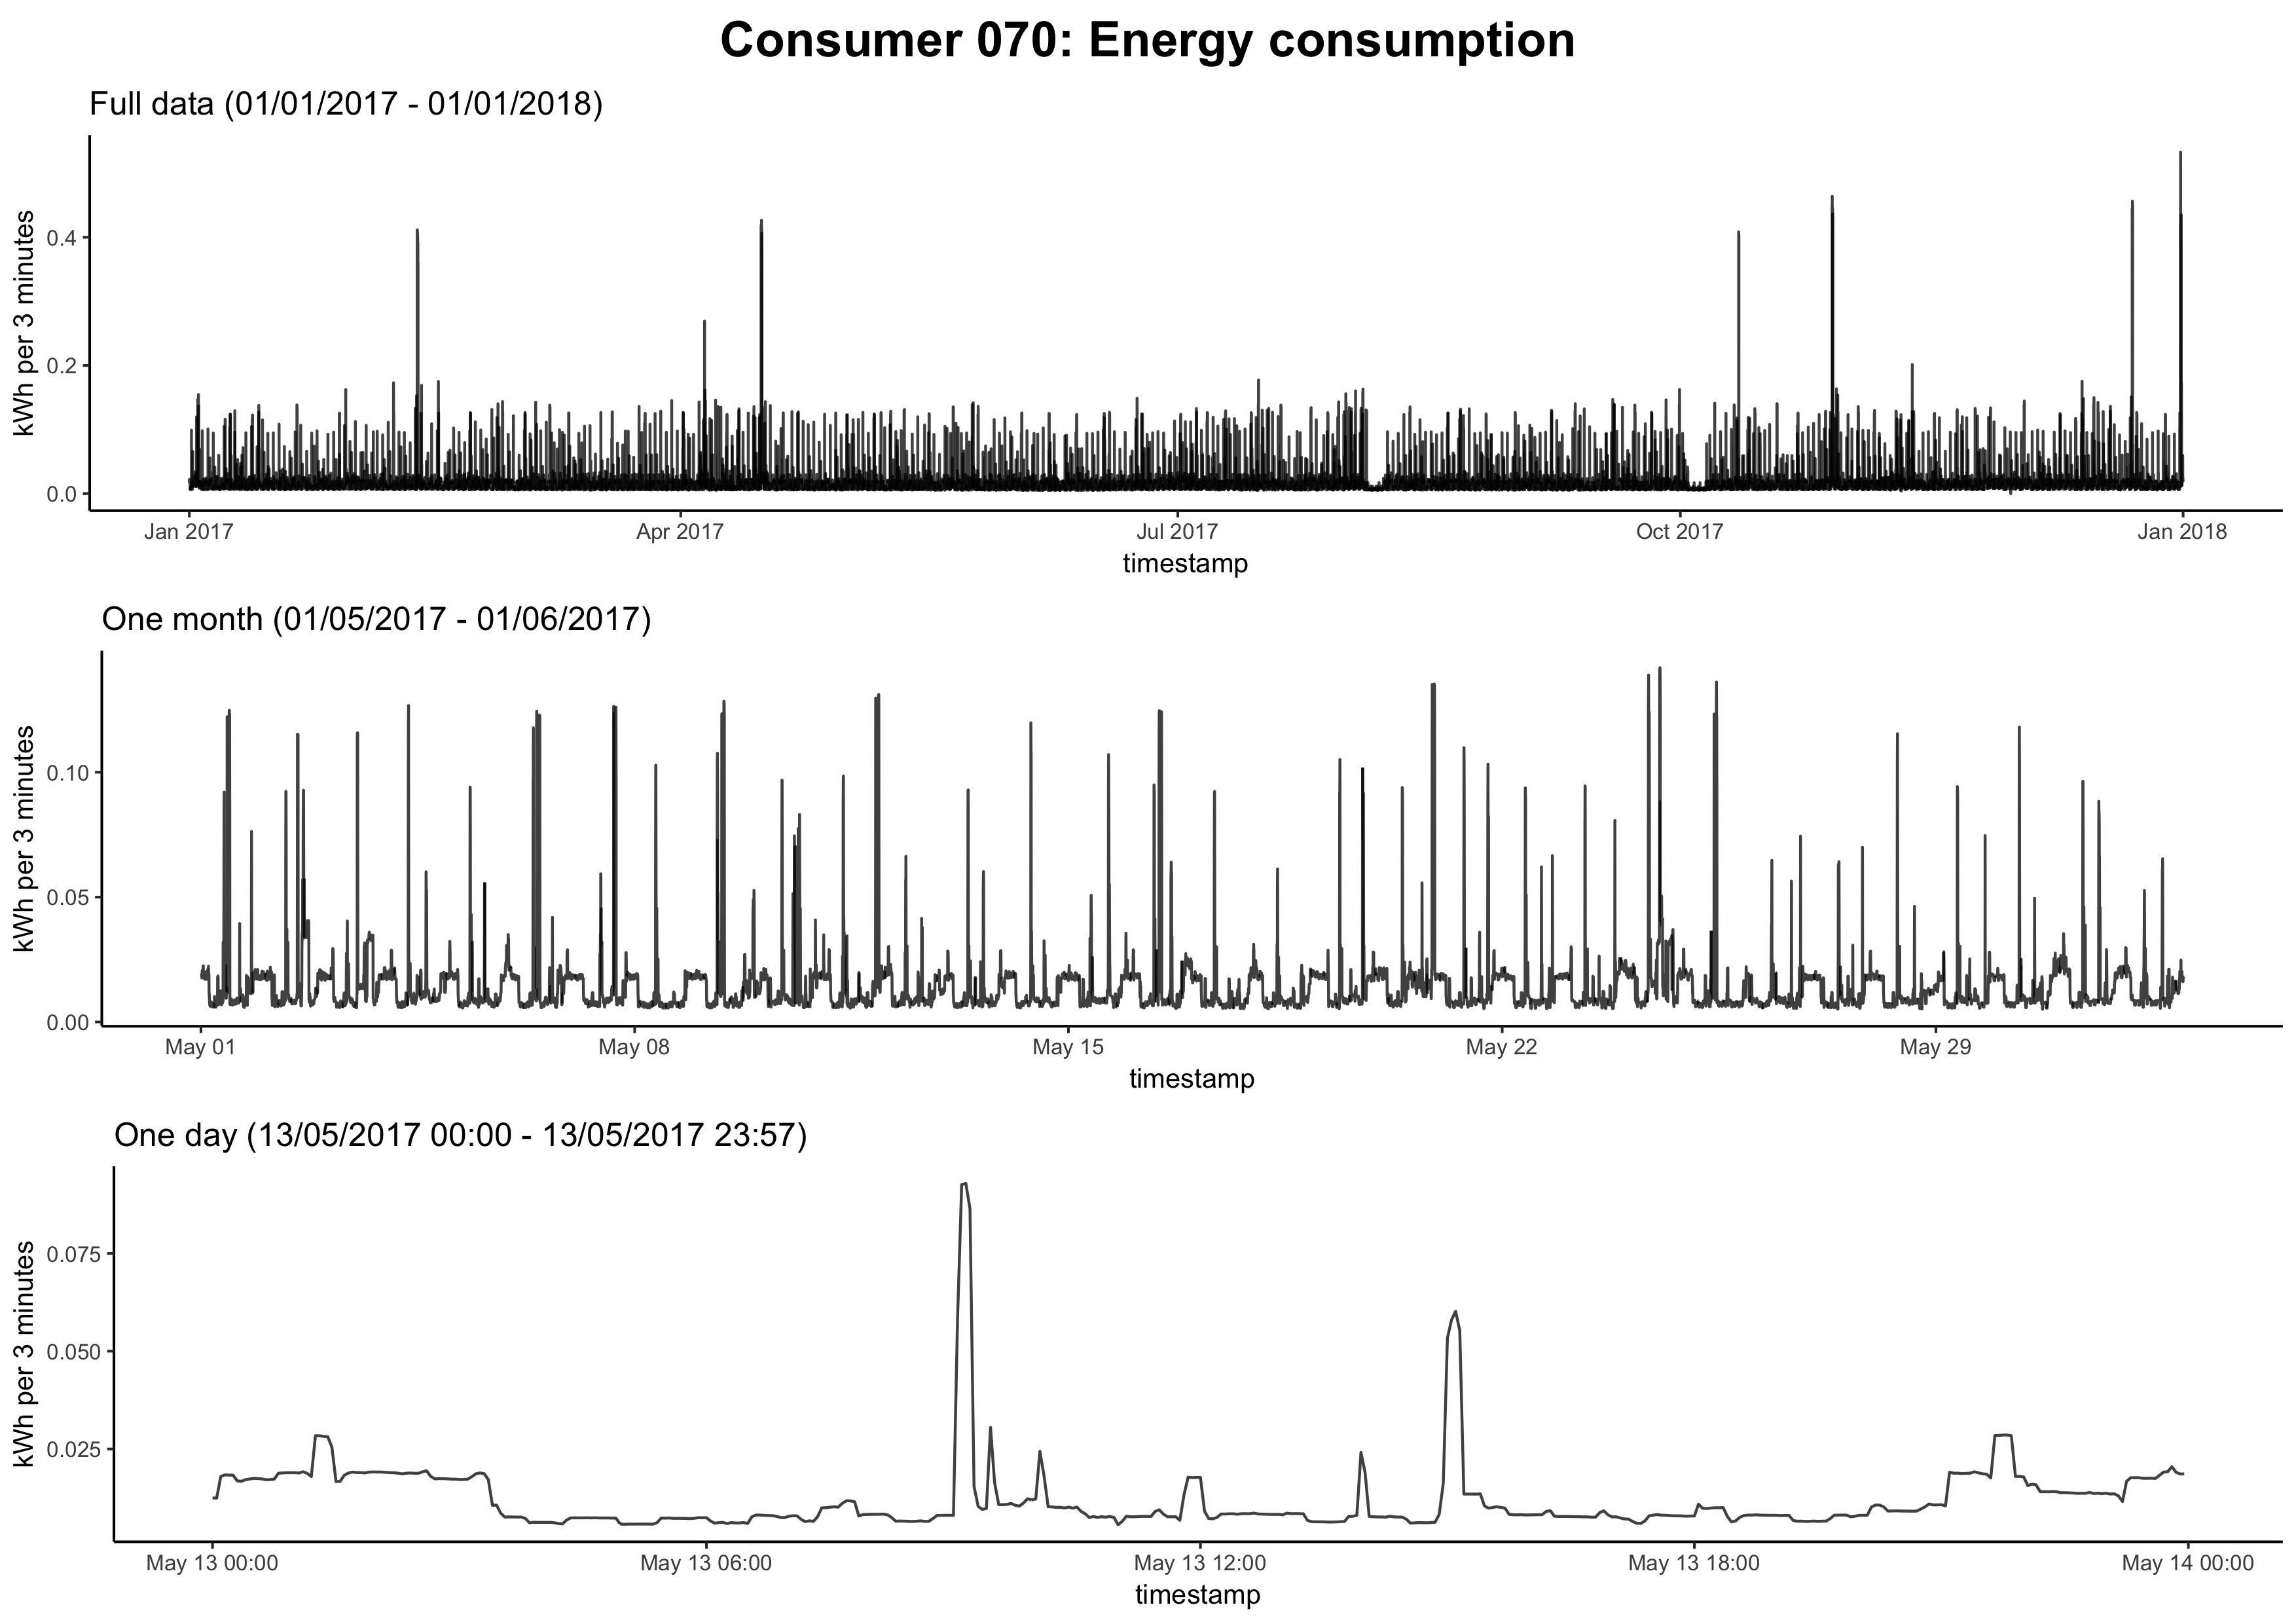 Consumer 070: Energy consumption
Full data (01/01/2017 - 01/01/2018)
kWh per 3 minutes
0.4
0.2
0.0
Jan 2017 Apr 2017 Jul 2017 Oct 2017 Jan 2018
timestamp
One month (01/05/2017 - 01/06/2017)
kWh per 3 minutes
0.10
0.05
0.00
May 01 May 08 May 15 May 22 May 29
timestamp
One day (13/05/2017 00:00 - 13/05/2017 23:57)
kWh per 3 minutes
0.075
0.050
0.025
May 13 00:00 May 13 06:00 May 13 12:00 May 13 18:00 May 14 00:00
timestamp